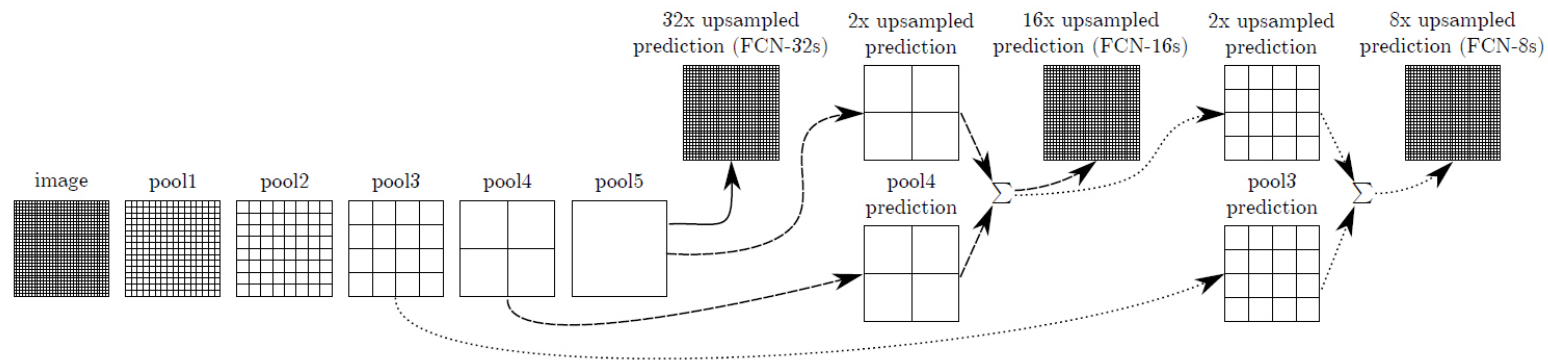 32x upsampled
prediction (FCN-32s)
2x upsampled
prediction
16x upsampled
prediction (FCN-16s)
2x upsampled
prediction
8x upsampled
prediction (FCN-8s)
image
pool1
pool2
pool3
pool4
pool5
pool4
prediction
∑
pool3
prediction
∑